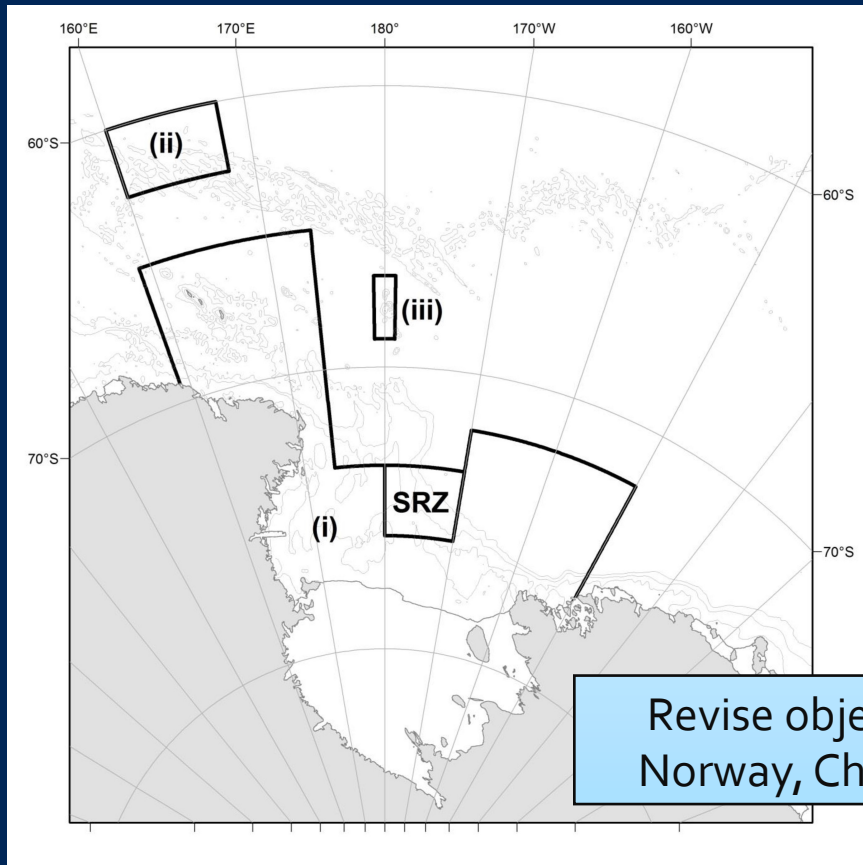 160°E 170°E 180° 170°W 160°W
(ii)
60°S
60°S
(iii)
70°S
SRZ
(i)
70°S
Revise obje
Norway, Ch